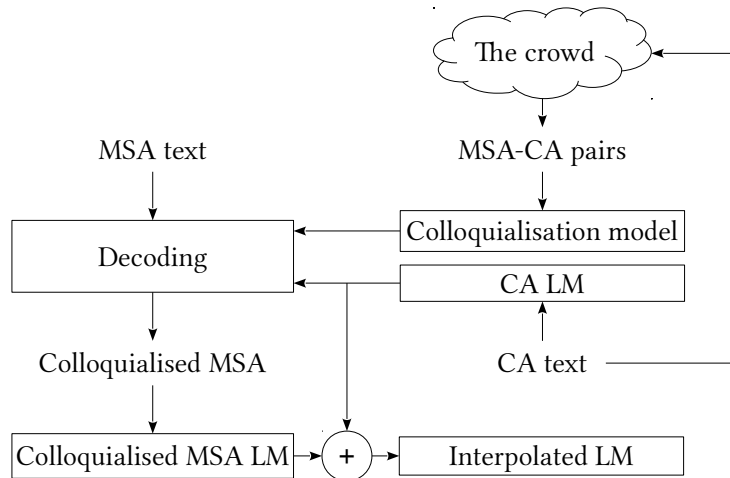 The crowd
MSA text
MSA-CA pairs
Colloquialisation model
Decoding
CA LM
Colloquialised MSA
CA text
Colloquialised MSA LM
+
Interpolated LM